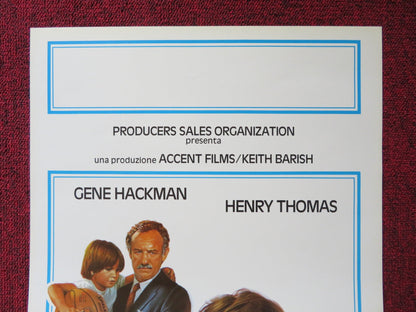 PRODUCERS SALES ORGANIZATION
presenta
una produzione ACCENT FILMS/KEITH BARISH
GENE HACKMAN
HENRY THOMAS